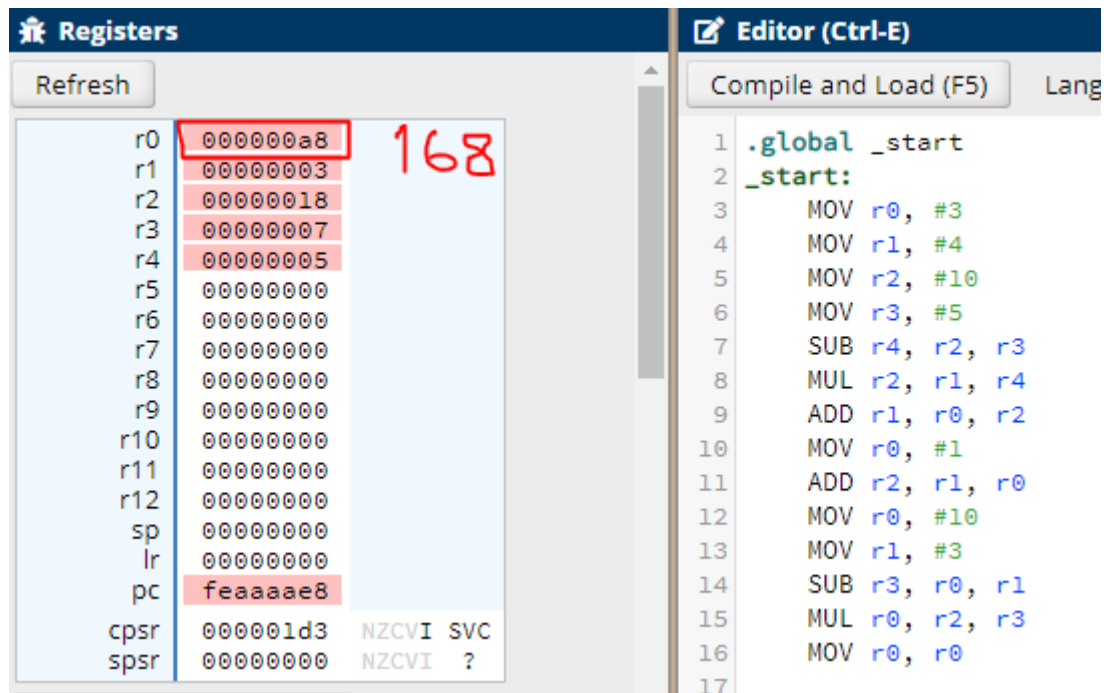 Registers
Refresh
r0 000000a8 168
r1 00000003
r2 00000018
r3 00000007
r4 00000005
r5 00000000
r6 00000000
r7 00000000
r8 00000000
r9 00000000
r10 00000000
r11 00000000
r12 00000000
sp 00000000
lr 00000000
pc feaaaae8
cpsr 000001d3 NZCVI SVC
spsr 00000000 NZCVI ?
Editor (Ctrl-E)
Compile and Load (F5) Lang
1 .global _start
2 _start:
3 MOV r0, #3
4 MOV r1, #4
5 MOV r2, #10
6 MOV r3, #5
7 SUB r4, r2, r3
8 MUL r2, r1, r4
9 ADD r1, r0, r2
10 MOV r0, #1
11 ADD r2, r1, r0
12 MOV r0, #10
13 MOV r1, #3
14 SUB r3, r0, r1
15 MUL r0, r2, r3
16 MOV r0, r0
17